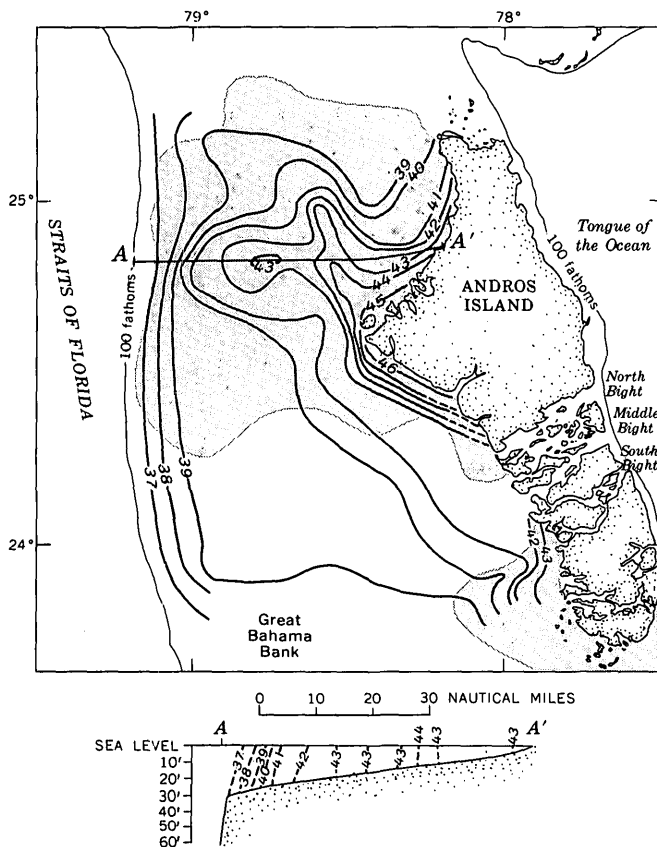 79° 78°
25°
24°
STRAITS OF FLORIDA
100 fathoms
A A'
39
40
41
42
43
44
45
46
43
37
38
39
42
43
ANDROS
ISLAND
Tongue of
the Ocean
100 fathoms
North
Bight
Middle
Bight
South
Bight
Great
Bahama
Bank
0 10 20 30 NAUTICAL MILES
A A'
SEA LEVEL
10'
20'
30'
40'
50'
60'
37
38
39
40
41
42
43
43
43
44
43
43